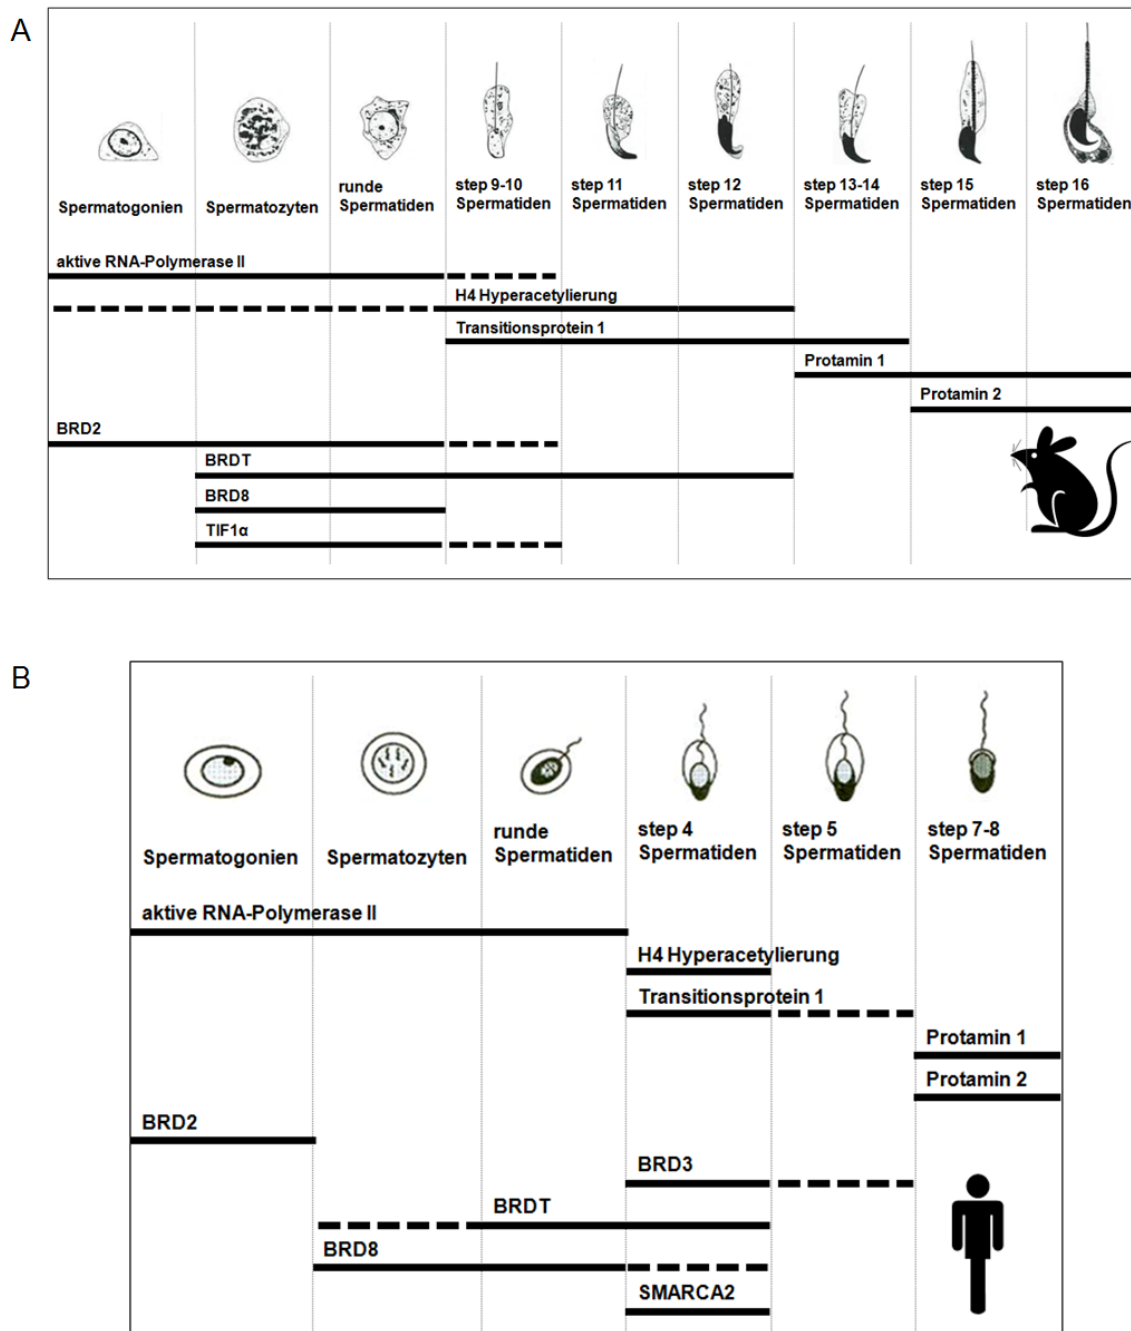 A
Spermatogonien
Spermatozyten
runde
Spermatiden
step 9-10
Spermatiden
step 11
Spermatiden
step 12
Spermatiden
step 13-14
Spermatiden
step 15
Spermatiden
step 16
Spermatiden
aktive RNA-Polymerase II
H4 Hyperacetylierung
Transitionsprotein 1
Protamin 1
Protamin 2
BRD2
BRDT
BRD8
TIF1α
B
Spermatogonien
Spermatozyten
runde
Spermatiden
step 4
Spermatiden
step 5
Spermatiden
step 7-8
Spermatiden
aktive RNA-Polymerase II
H4 Hyperacetylierung
Transitionsprotein 1
Protamin 1
Protamin 2
BRD2
BRD3
BRDT
BRD8
SMARCA2